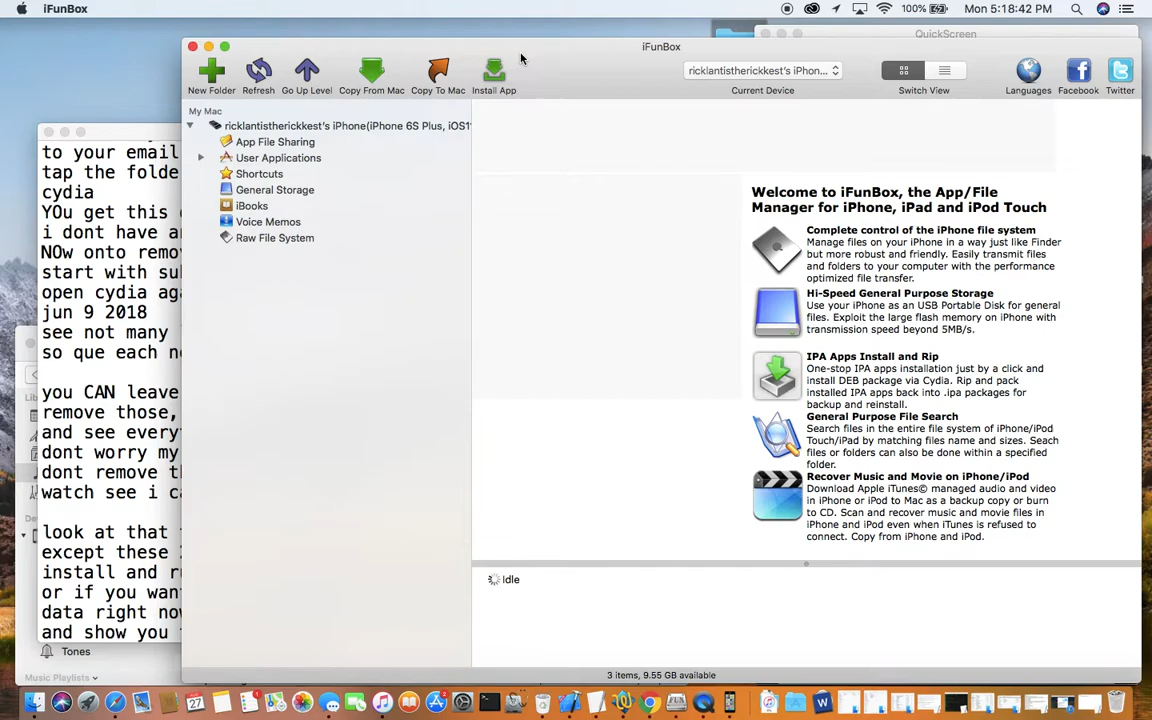 iFunBox
100%
Mon 5:18:42 PM
QuickScreen
iFunBox
New Folder
Refresh
Go Up Level
Copy From Mac
Copy To Mac
Install App
ricklantistherickkest's iPhon...
Current Device
Switch View
Languages
Facebook
Twitter
My Mac
ricklantistherickkest's iPhone(iPhone 6S Plus, iOS1
App File Sharing
User Applications
Shortcuts
General Storage
iBooks
Voice Memos
Raw File System
to your email
tap the folde
cydia
YOu get this
i dont have a
NOw onto remo
start with su
open cydia aga
jun 9 2018
see not many
so que each n
you CAN leave
remove those,
and see every
dont worry my
dont remove t
watch see i c
look at that
except these
install and r
or if you wan
data right no
and show you
Tones
Music Playlists
Welcome to iFunBox, the App/File
Manager for iPhone, iPad and iPod Touch
Complete control of the iPhone file system
Manage files on your iPhone in a way just like Finder
but more robust and friendly. Easily transmit files
and folders to your computer with the performance
optimized file transfer.
Hi-Speed General Purpose Storage
Use your iPhone as an USB Portable Disk for general
files. Exploit the large flash memory on iPhone with
transmission speed beyond 5MB/s.
IPA Apps Install and Rip
One-stop IPA apps installation just by a click and
install DEB package via Cydia. Rip and pack
installed IPA apps back into .ipa packages for
backup and reinstall.
General Purpose File Search
Search files in the entire file system of iPhone/iPod
Touch/iPad by matching files name and sizes. Seach
files or folders can also be done within a specified
folder.
Recover Music and Movie on iPhone/iPod
Download Apple iTunes© managed audio and video
in iPhone or iPod to Mac as a backup copy or burn
to CD. Scan and recover music and movie files in
iPhone and iPod even when iTunes is refused to
connect. Copy from iPhone and iPod.
Idle
3 items, 9.55 GB available